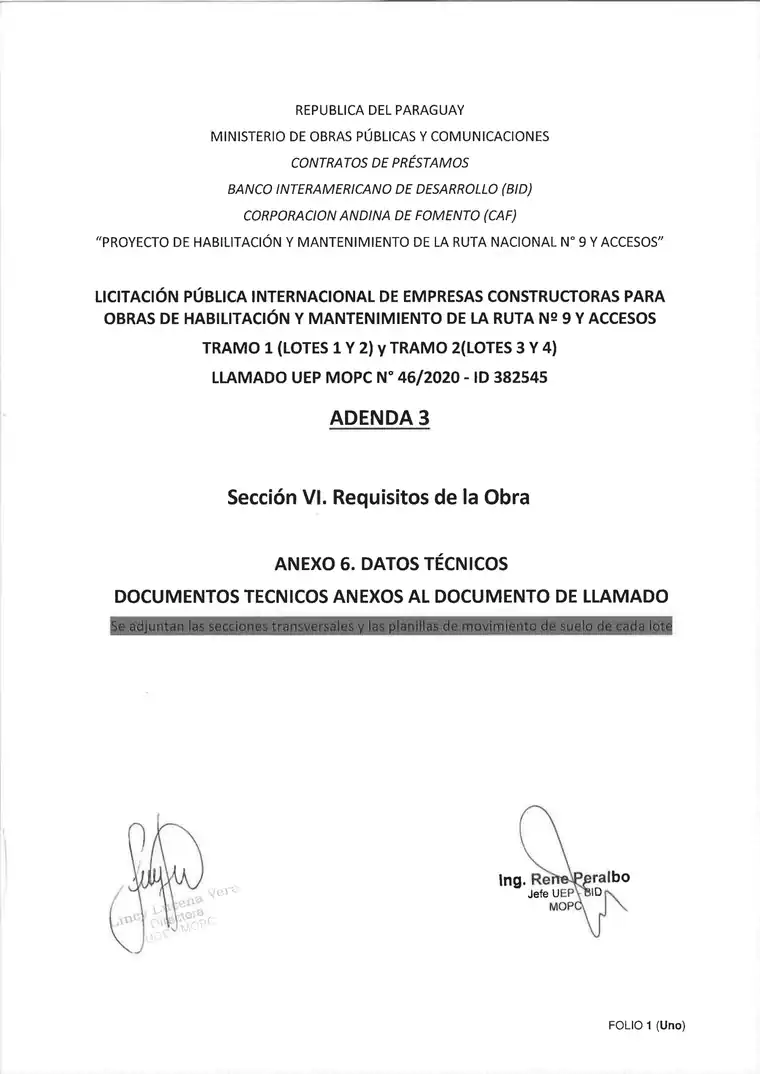 REPUBLICA DEL PARAGUAY
MINISTERIO DE OBRAS PÚBLICAS Y COMUNICACIONES
CONTRATOS DE PRÉSTAMOS
BANCO INTERAMERICANO DE DESARROLLO (BID)
CORPORACION ANDINA DE FOMENTO (CAF)
“PROYECTO DE HABILITACIÓN Y MANTENIMIENTO DE LA RUTA NACIONAL N° 9 Y ACCESOS”
LICITACIÓN PÚBLICA INTERNACIONAL DE EMPRESAS CONSTRUCTORAS PARA
OBRAS DE HABILITACIÓN Y MANTENIMIENTO DE LA RUTA Nº 9 Y ACCESOS
TRAMO 1 (LOTES 1 Y 2) y TRAMO 2(LOTES 3 Y 4)
LLAMADO UEP MOPC N° 46/2020 - ID 382545
ADENDA 3
Sección VI. Requisitos de la Obra
ANEXO 6. DATOS TÉCNICOS
DOCUMENTOS TECNICOS ANEXOS AL DOCUMENTO DE LLAMADO
Se adjuntan las secciones transversales y las planillas de movimiento de suelo de cada lote
Lucena Vera
Directora
MOPC
Ing. Rene Peralbo
Jefe UEP - BID
MOPC
FOLIO 1 (Uno)